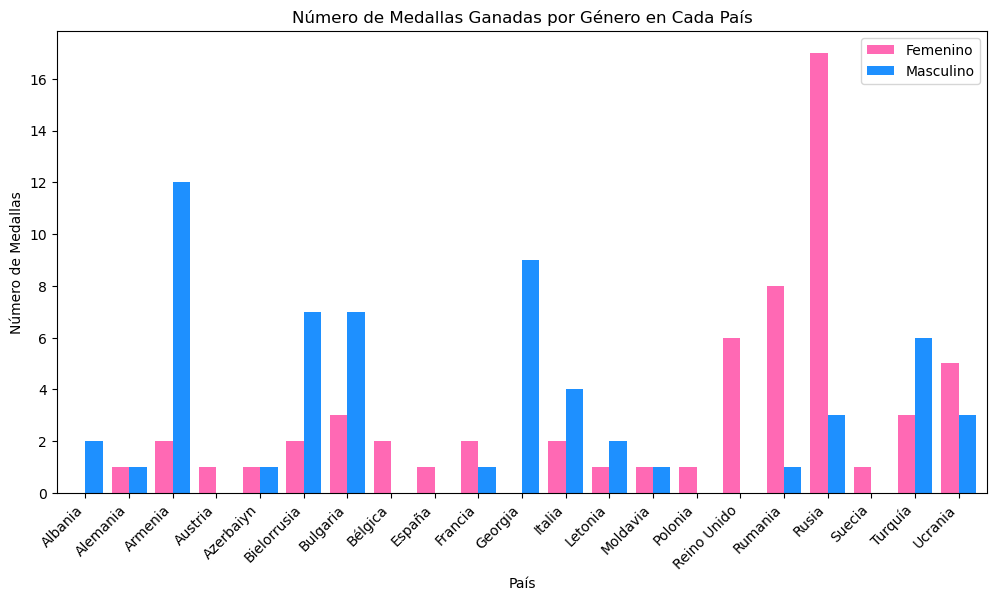 Número de Medallas Ganadas por Género en Cada País
Femenino
Masculino
Número de Medallas
16
14
12
10
8
6
4
2
0
Albania
Alemania
Armenia
Austria
Azerbaiyn
Bielorrusia
Bulgaria
Bélgica
España
Francia
Georgia
Italia
Letonia
Moldavia
Polonia
Reino Unido
Rumania
Rusia
Suecia
Turquía
Ucrania
País